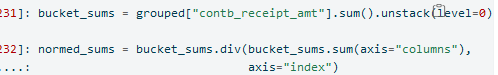 231]: bucket_sums = grouped["contb_receipt_amt"].sum().unstack(level=0)
232]: normed_sums = bucket_sums.div(bucket_sums.sum(axis="columns"),
....: axis="index")